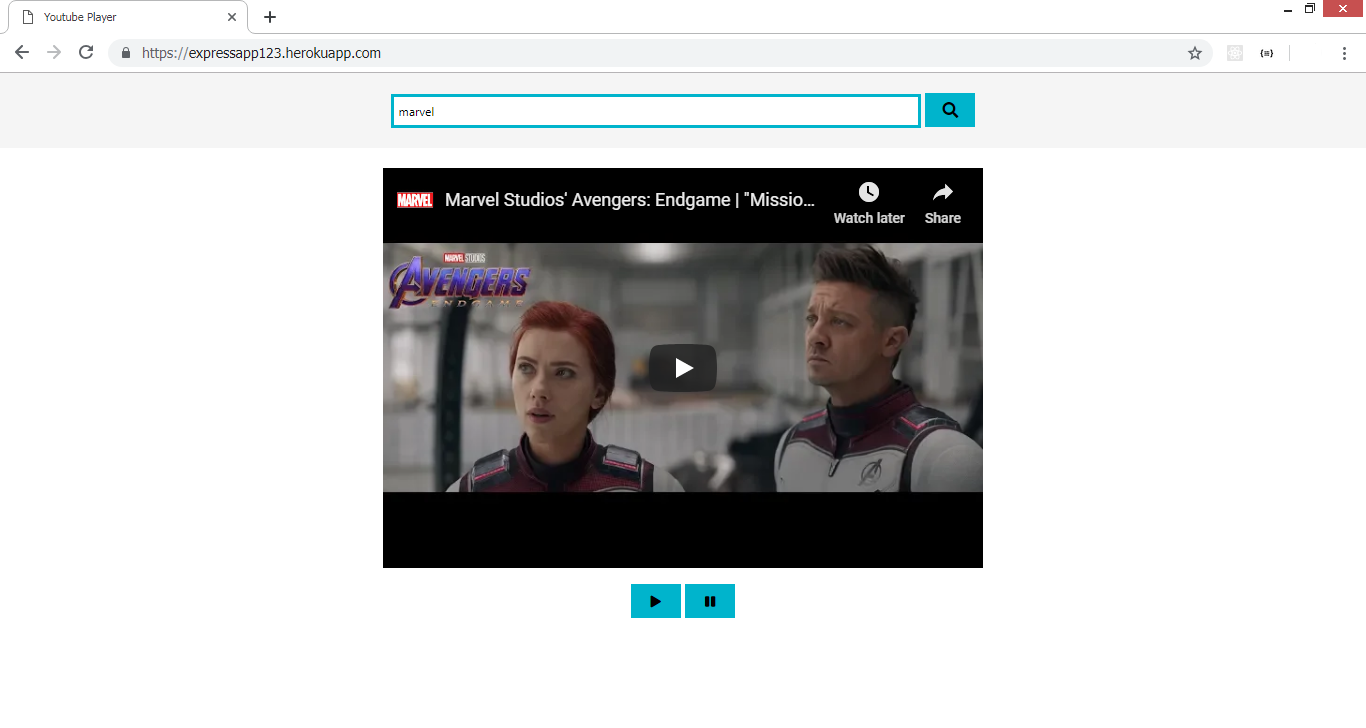 Youtube Player
https://expressapp123.herokuapp.com
marvel
MARVEL
Marvel Studios' Avengers: Endgame | "Missio...
Watch later
Share
MARVEL STUDIOS
AVENGERS
ENDGAME